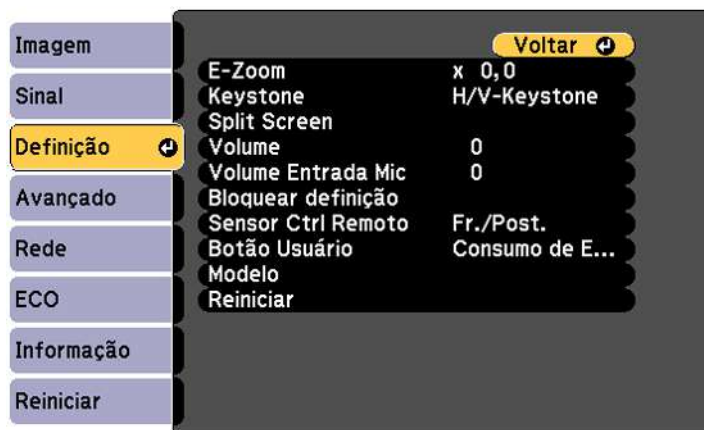 Imagem
Sinal
Definição
Avançado
Rede
ECO
Informação
Reiniciar
Voltar
E-Zoom x 0,0
Keystone H/V-Keystone
Split Screen
Volume 0
Volume Entrada Mic 0
Bloquear definição
Sensor Ctrl Remoto Fr./Post.
Botão Usuário Consumo de E...
Modelo
Reiniciar